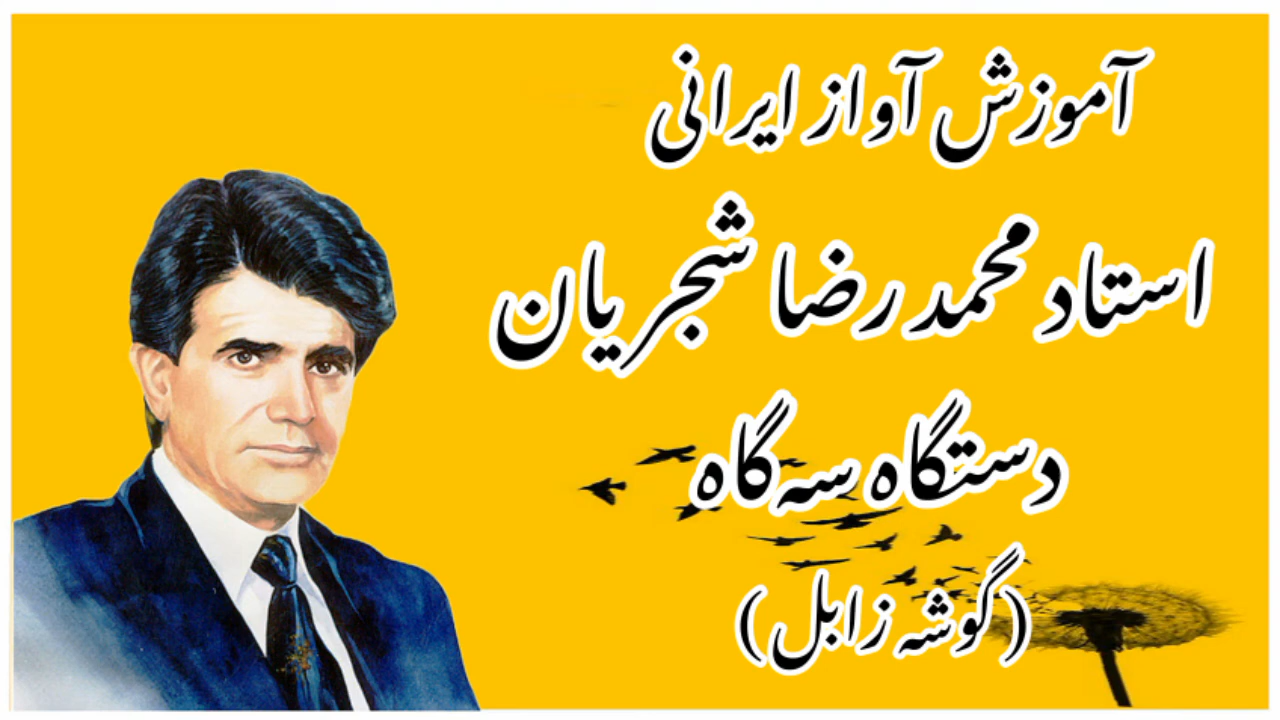 آموزش آواز ایرانی
استاد محمدرضا شجریان
دستگاه سه‌گاه
(گوشه زابل)